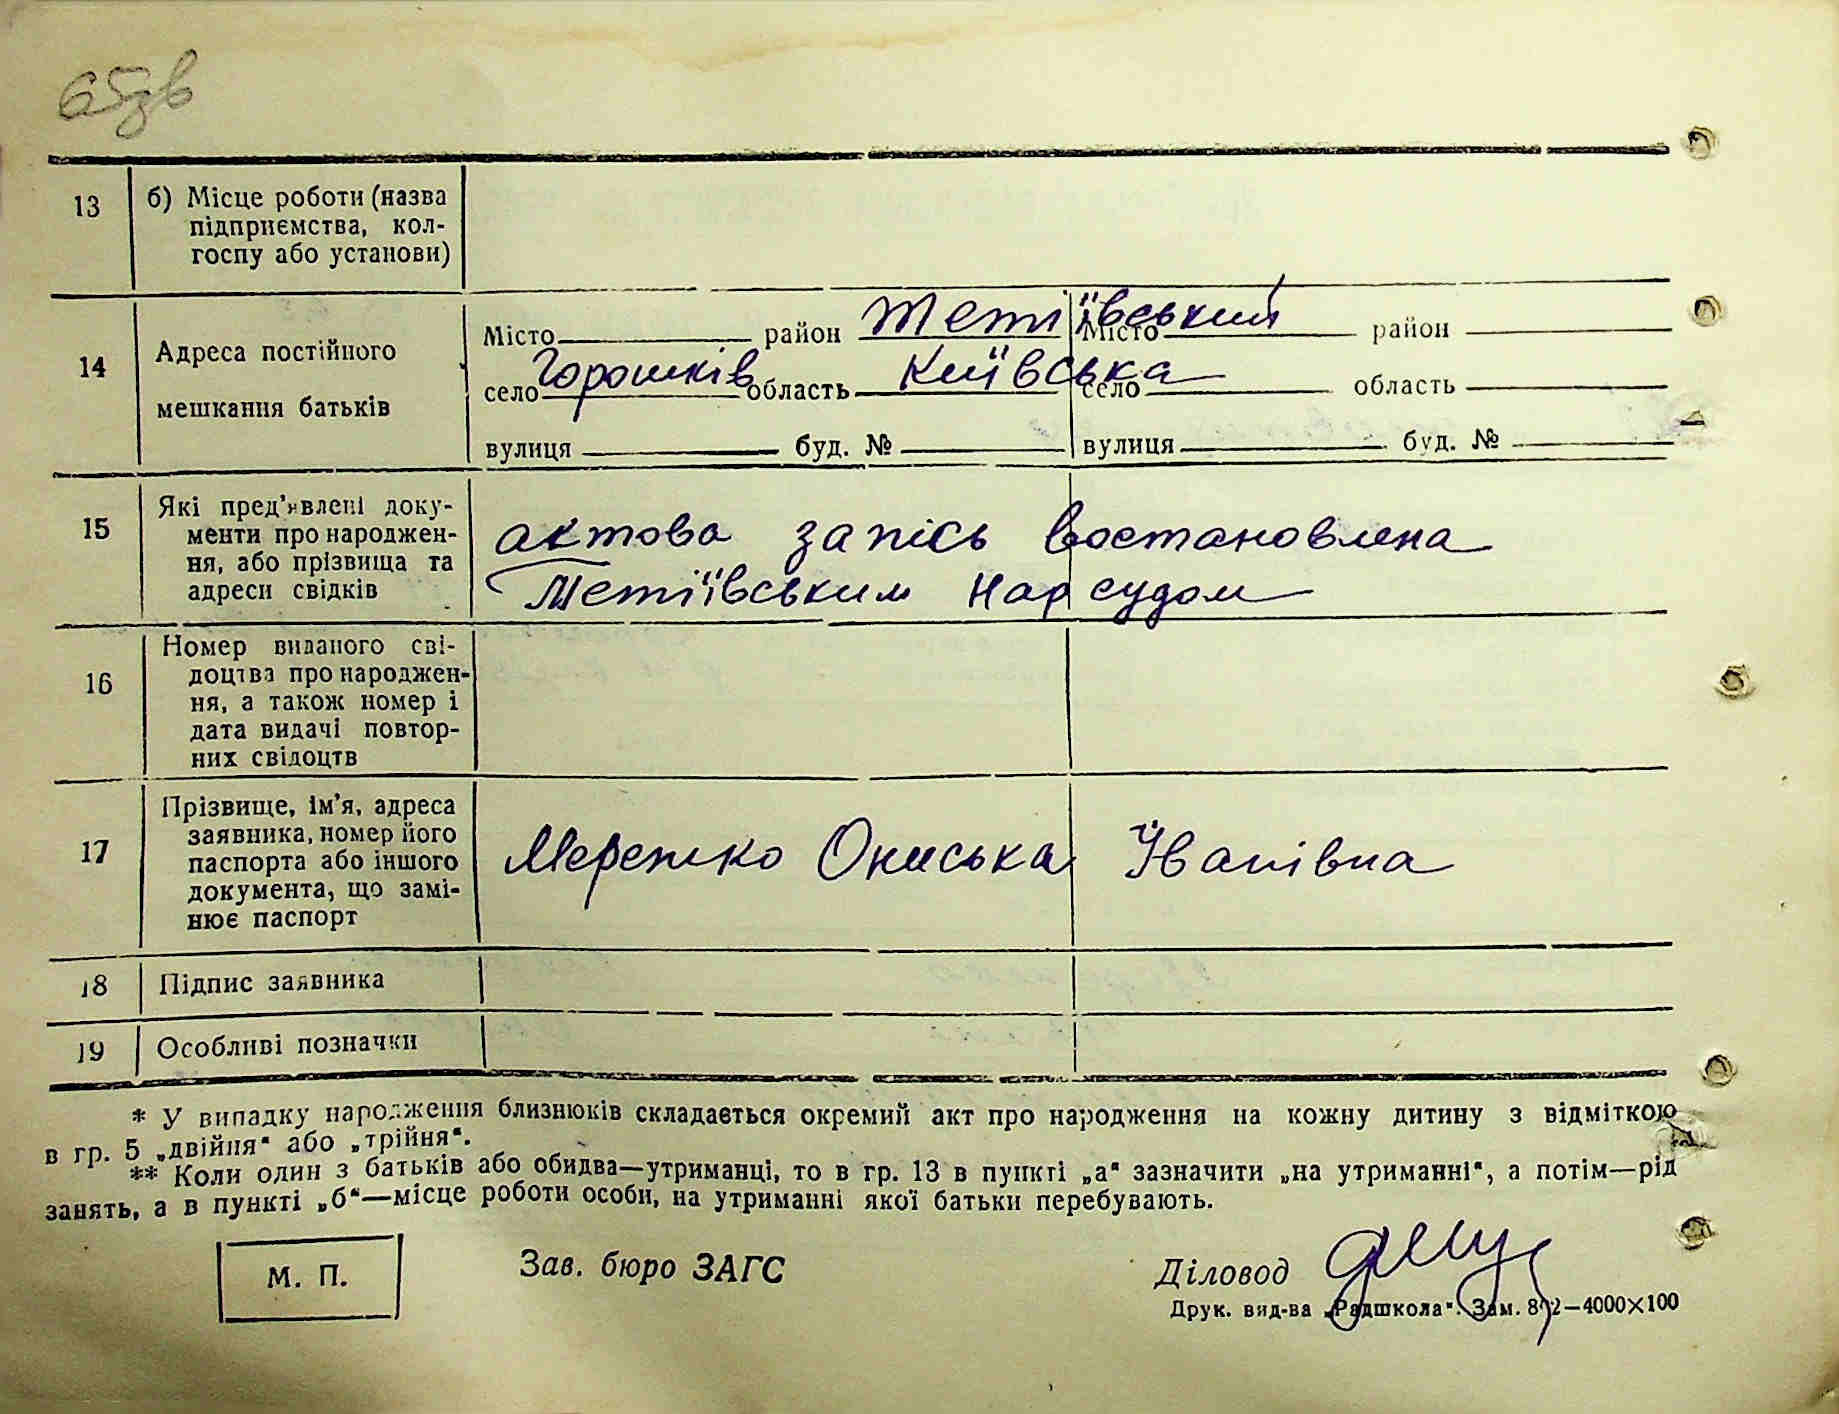 65зв
13
б) Місце роботи (назва
підприємства, кол-
госпу або установи)
14
Адреса постійного
мешкання батьків
Місто район Тетіївський Місто район
село Горошків область Київська село область
вулиця буд. № вулиця буд. №
15
Які пред'явлені доку-
менти про народжен-
ня, або прізвища та
адреси свідків
актова запісь востановлена
Тетіївським Нарсудом
16
Номер виданого сві-
доцтва про народжен-
ня, а також номер і
дата видачі повтор-
них свідоцтв
17
Прізвище, ім'я, адреса
заявника, номер його
паспорта або іншого
документа, що замі-
нює паспорт
Мережко Ониська Іванівна
18 Підпис заявника
19 Особливі позначки
* У випадку народження близнюків складається окремий акт про народження на кожну дитину з відміткою
в гр. 5 „двійня“ або „трійня“.
** Коли один з батьків або обидва—утриманці, то в гр. 13 в пункті „а“ зазначити „на утриманні“, а потім—рід
занять, а в пункті „б“—місце роботи особи, на утриманні якої батьки перебувають.
М. П.
Зав. бюро ЗАГС
Діловод
Друк. вид-ва „Радшкола“. Зам. 892—4000×100